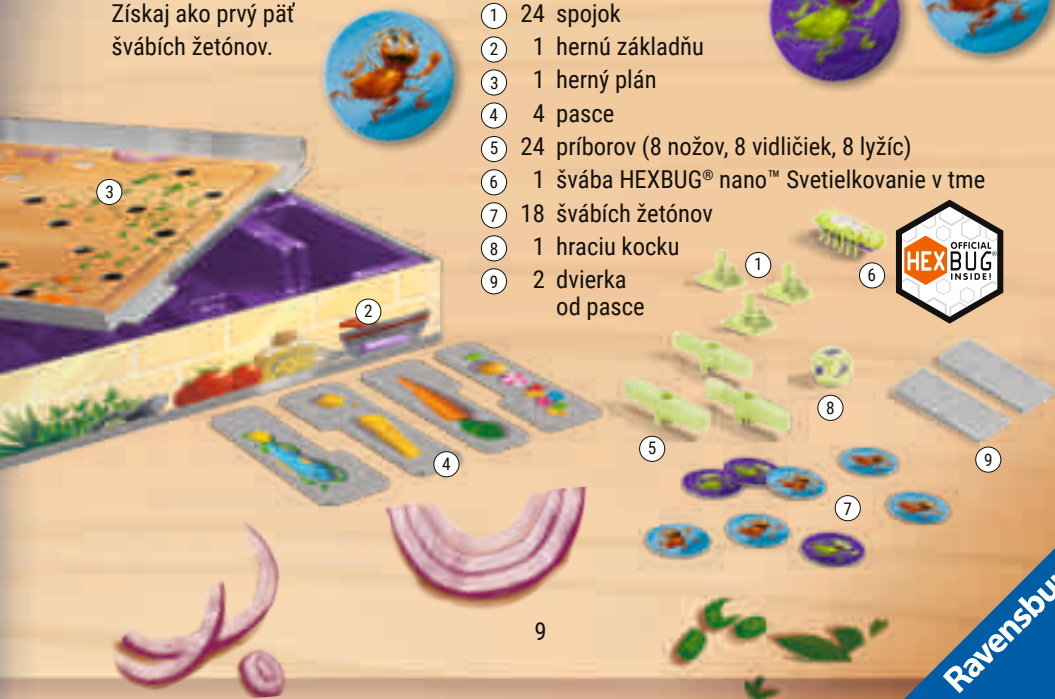 Získaj ako prvý päť
švábích žetónov.
1 24 spojok
2 1 hernú základňu
3 1 herný plán
4 4 pasce
5 24 príborov (8 nožov, 8 vidličiek, 8 lyžíc)
6 1 švába HEXBUG® nano™ Svetielkovanie v tme
7 18 švábích žetónov
8 1 hraciu kocku
9 2 dvierka
od pasce
3
2
4
1
6
OFFICIAL
HEXBUG®
INSIDE!
5
8
9
7
9
Ravensbu